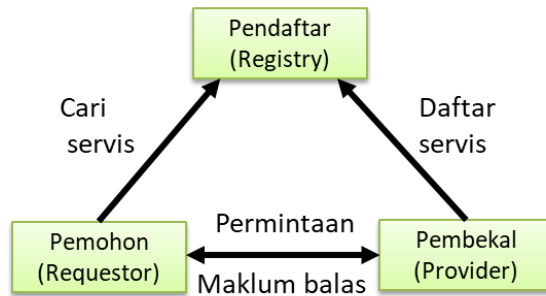 Pendaftar
(Registry)
Cari
servis
Daftar
servis
Pemohon
(Requestor)
Permintaan
Maklum balas
Pembekal
(Provider)